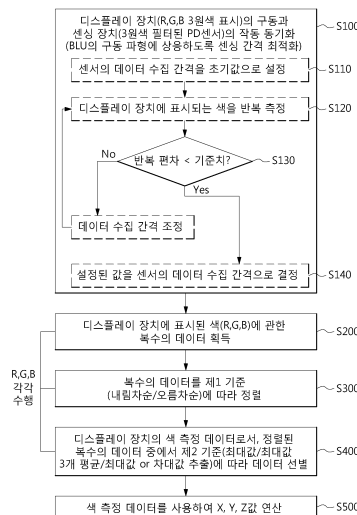 디스플레이 장치(R,G,B 3원색 표시)의 구동과
센싱 장치(3원색 필터된 PD센서)의 작동 동기화
(BLU의 구동 파형에 상응하도록 센싱 간격 최적화)
S100
센서의 데이터 수집 간격을 초기값으로 설정
S110
디스플레이 장치에 표시되는 색을 반복 측정
S120
반복 편차 < 기준치?
S130
No
Yes
데이터 수집 간격 조정
설정된 값을 센서의 데이터 수집 간격으로 결정
S140
디스플레이 장치에 표시된 색(R,G,B)에 관한
복수의 데이터 획득
S200
R,G,B
각각
수행
복수의 데이터를 제1 기준
(내림차순/오름차순)에 따라 정렬
S300
디스플레이 장치의 색 측정 데이터로서, 정렬된
복수의 데이터 중에서 제2 기준(최대값/최대값
3개 평균/최대값 or 차대값 추출)에 따라 데이터 선별
S400
색 측정 데이터를 사용하여 X, Y, Z값 연산
S500